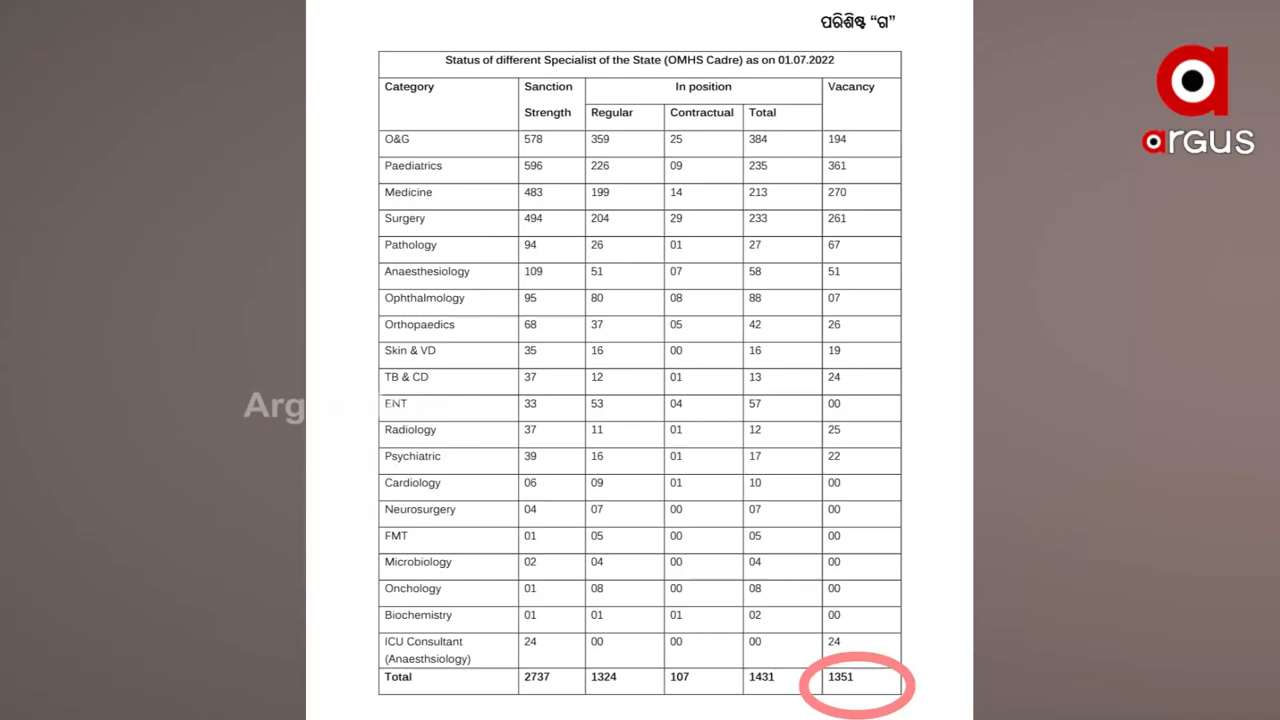 ପରିଶିଷ୍ଟ “ଗ”
argus
Status of different Specialist of the State (OMHS Cadre) as on 01.07.2022
Category Sanction Strength In position Vacancy
Regular Contractual Total
O&G 578 359 25 384 194
Paediatrics 596 226 09 235 361
Medicine 483 199 14 213 270
Surgery 494 204 29 233 261
Pathology 94 26 01 27 67
Anaesthesiology 109 51 07 58 51
Ophthalmology 95 80 08 88 07
Orthopaedics 68 37 05 42 26
Skin & VD 35 16 00 16 19
TB & CD 37 12 01 13 24
ENT 33 53 04 57 00
Radiology 37 11 01 12 25
Psychiatric 39 16 01 17 22
Cardiology 06 09 01 10 00
Neurosurgery 04 07 00 07 00
FMT 01 05 00 05 00
Microbiology 02 04 00 04 00
Onchology 01 08 00 08 00
Biochemistry 01 01 01 02 00
ICU Consultant 24 00 00 00 24
(Anaesthsiology)
Total 2737 1324 107 1431 1351